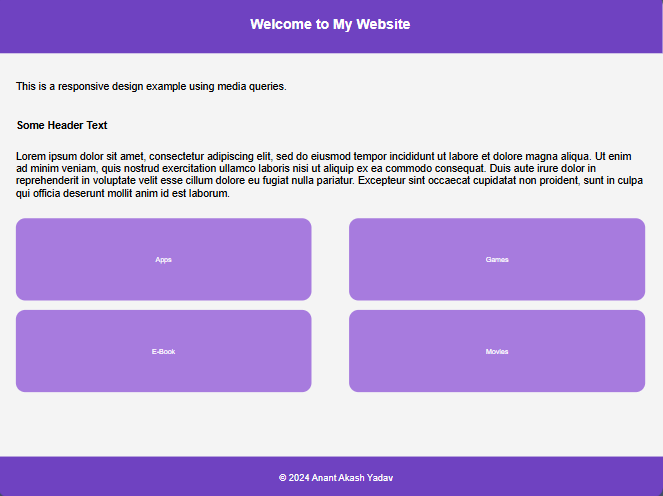 Welcome to My Website
This is a responsive design example using media queries.
Some Header Text
Lorem ipsum dolor sit amet, consectetur adipiscing elit, sed do eiusmod tempor incididunt ut labore et dolore magna aliqua. Ut enim
ad minim veniam, quis nostrud exercitation ullamco laboris nisi ut aliquip ex ea commodo consequat. Duis aute irure dolor in
reprehenderit in voluptate velit esse cillum dolore eu fugiat nulla pariatur. Excepteur sint occaecat cupidatat non proident, sunt in culpa
qui officia deserunt mollit anim id est laborum.
Apps
Games
E-Book
Movies
© 2024 Anant Akash Yadav